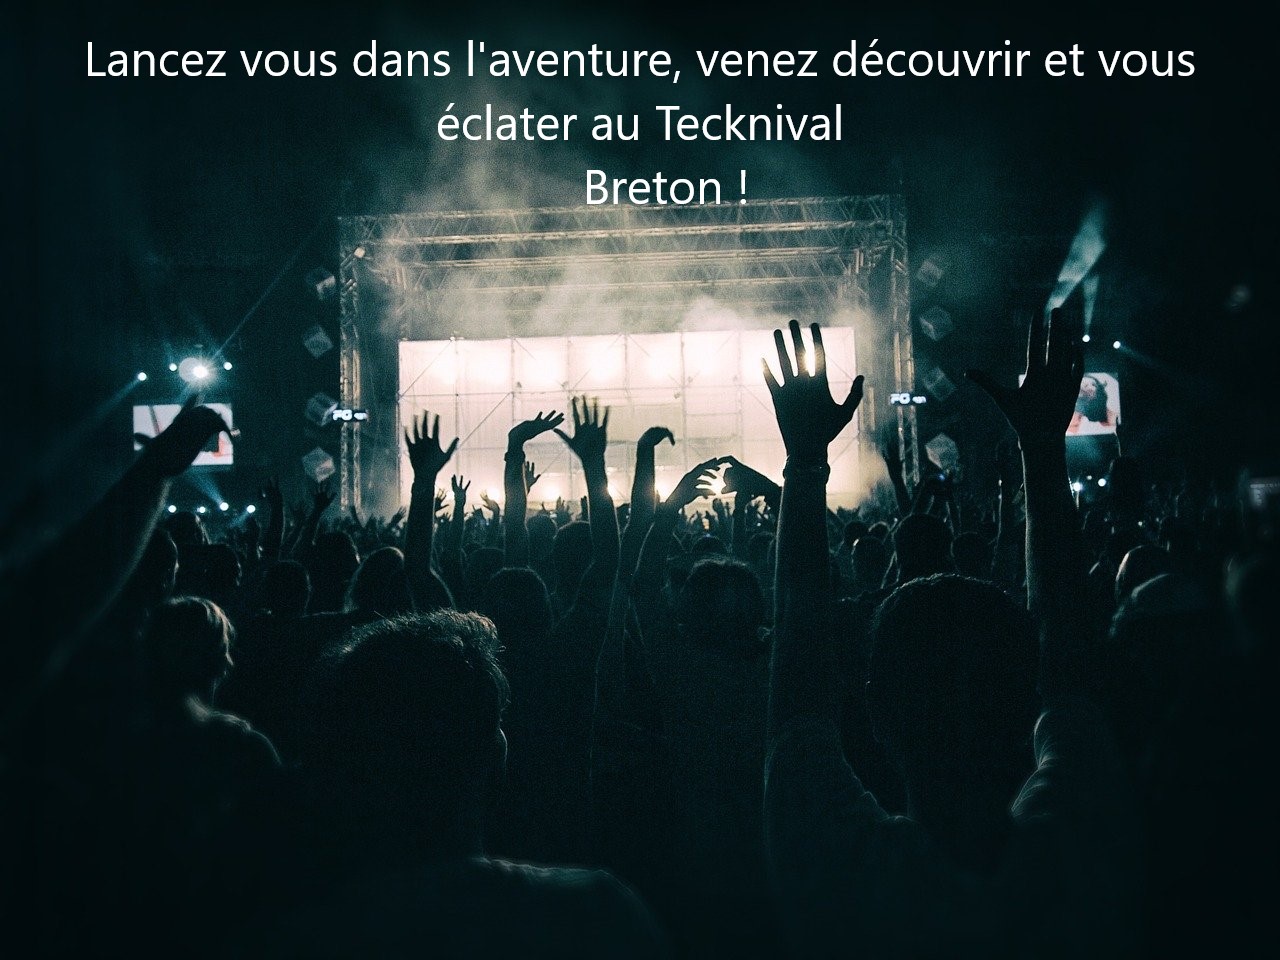 Lancez vous dans l'aventure, venez découvrir et vous
éclater au Tecknival
Breton !